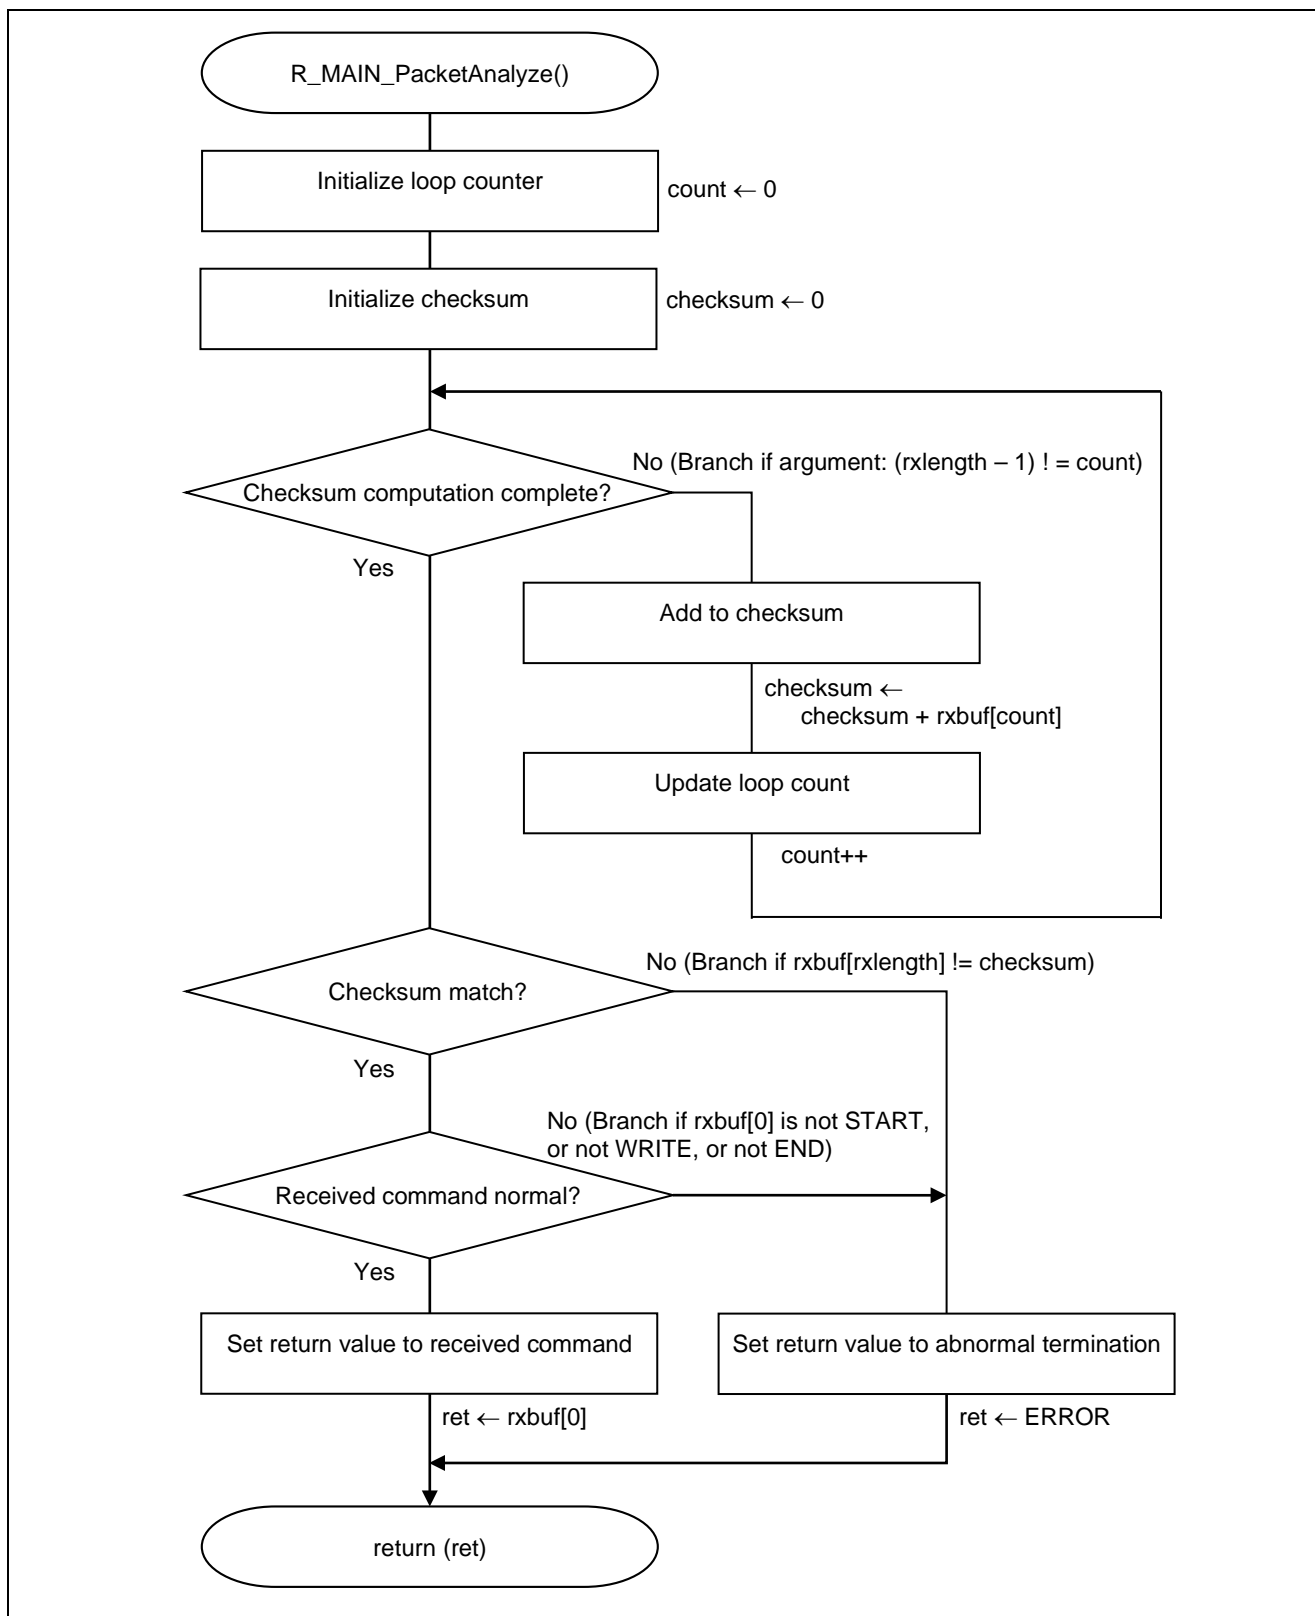 R_MAIN_PacketAnalyze()
Initialize loop counter
count ← 0
Initialize checksum
checksum ← 0
No (Branch if argument: (rxlength – 1) ! = count)
Checksum computation complete?
Yes
Add to checksum
checksum ←
checksum + rxbuf[count]
Update loop count
count++
No (Branch if rxbuf[rxlength] != checksum)
Checksum match?
Yes
No (Branch if rxbuf[0] is not START,
or not WRITE, or not END)
Received command normal?
Yes
Set return value to received command
Set return value to abnormal termination
ret ← rxbuf[0]
ret ← ERROR
return (ret)